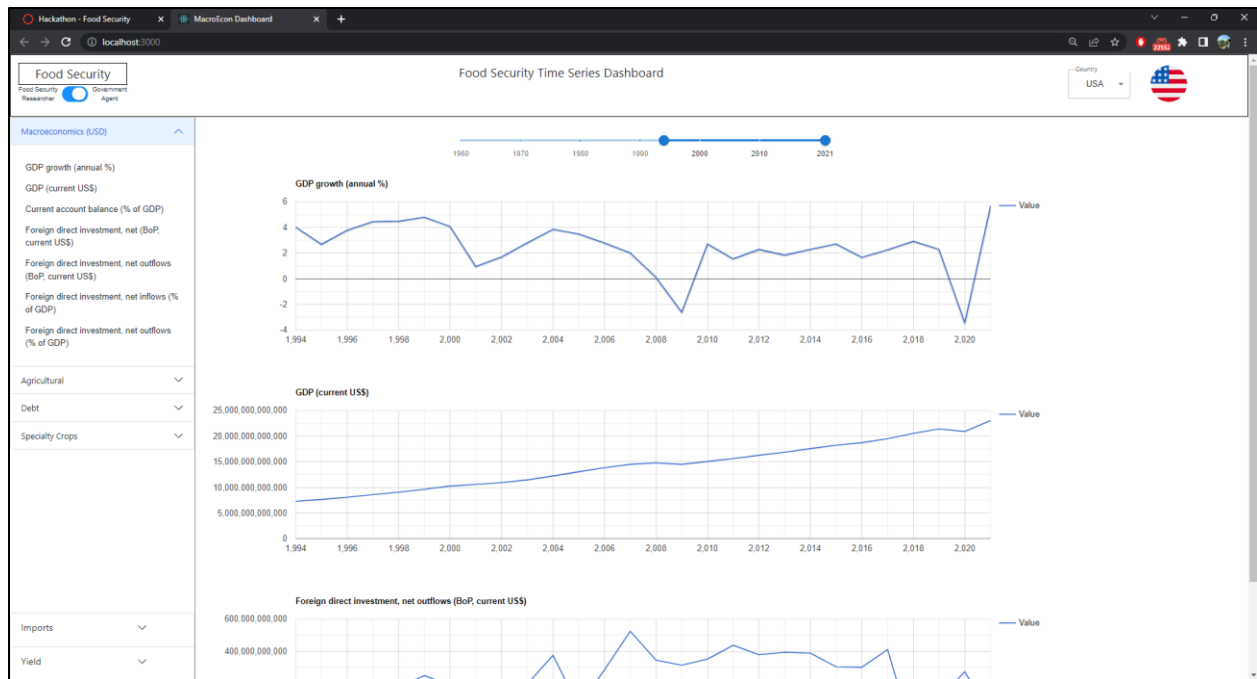 Hackathon - Food Security
MacroEcon Dashboard
localhost:3000
Food Security
Food Security Researcher
Government Agent
Food Security Time Series Dashboard
Country
USA
Macroeconomics (USD)
GDP growth (annual %)
GDP (current US$)
Current account balance (% of GDP)
Foreign direct investment, net (BoP,
current US$)
Foreign direct investment, net outflows
(BoP, current US$)
Foreign direct investment, net inflows (%
of GDP)
Foreign direct investment, net outflows
(% of GDP)
Agricultural
Debt
Specialty Crops
Imports
Yield
1960 1970 1980 1990 2000 2010 2021
GDP growth (annual %)
6
4
2
0
-2
-4
Value
1,994 1,996 1,998 2,000 2,002 2,004 2,006 2,008 2,010 2,012 2,014 2,016 2,018 2,020
GDP (current US$)
25,000,000,000,000
20,000,000,000,000
15,000,000,000,000
10,000,000,000,000
5,000,000,000,000
0
Value
1,994 1,996 1,998 2,000 2,002 2,004 2,006 2,008 2,010 2,012 2,014 2,016 2,018 2,020
Foreign direct investment, net outflows (BoP, current US$)
600,000,000,000
400,000,000,000
Value